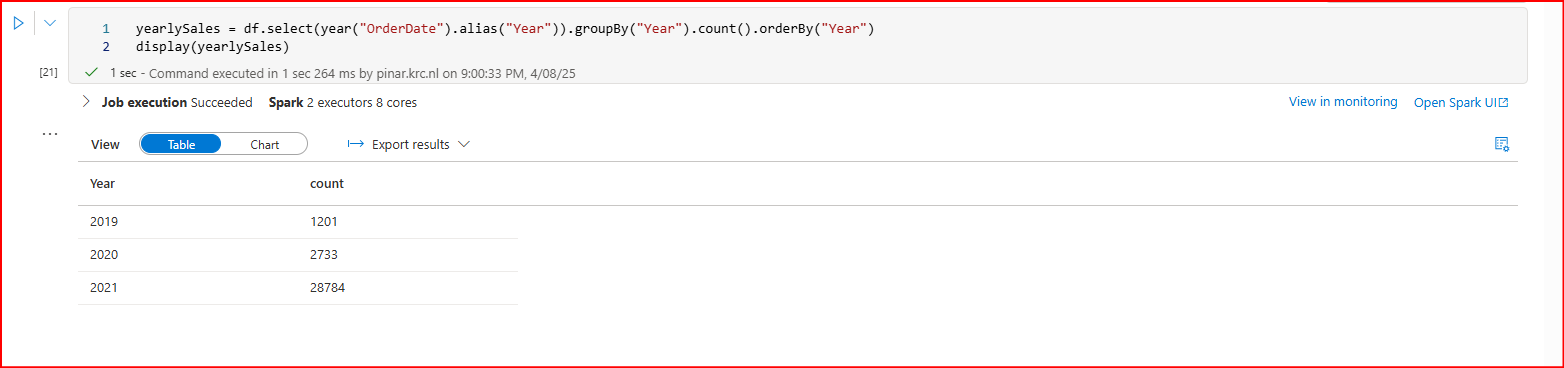 1 yearlySales = df.select(year("OrderDate").alias("Year")).groupBy("Year").count().orderBy("Year")
2 display(yearlySales)
[21] 1 sec - Command executed in 1 sec 264 ms by pinar.krc.nl on 9:00:33 PM, 4/08/25
Job execution Succeeded Spark 2 executors 8 cores View in monitoring Open Spark UI
... View Table Chart Export results
Year count
2019 1201
2020 2733
2021 28784